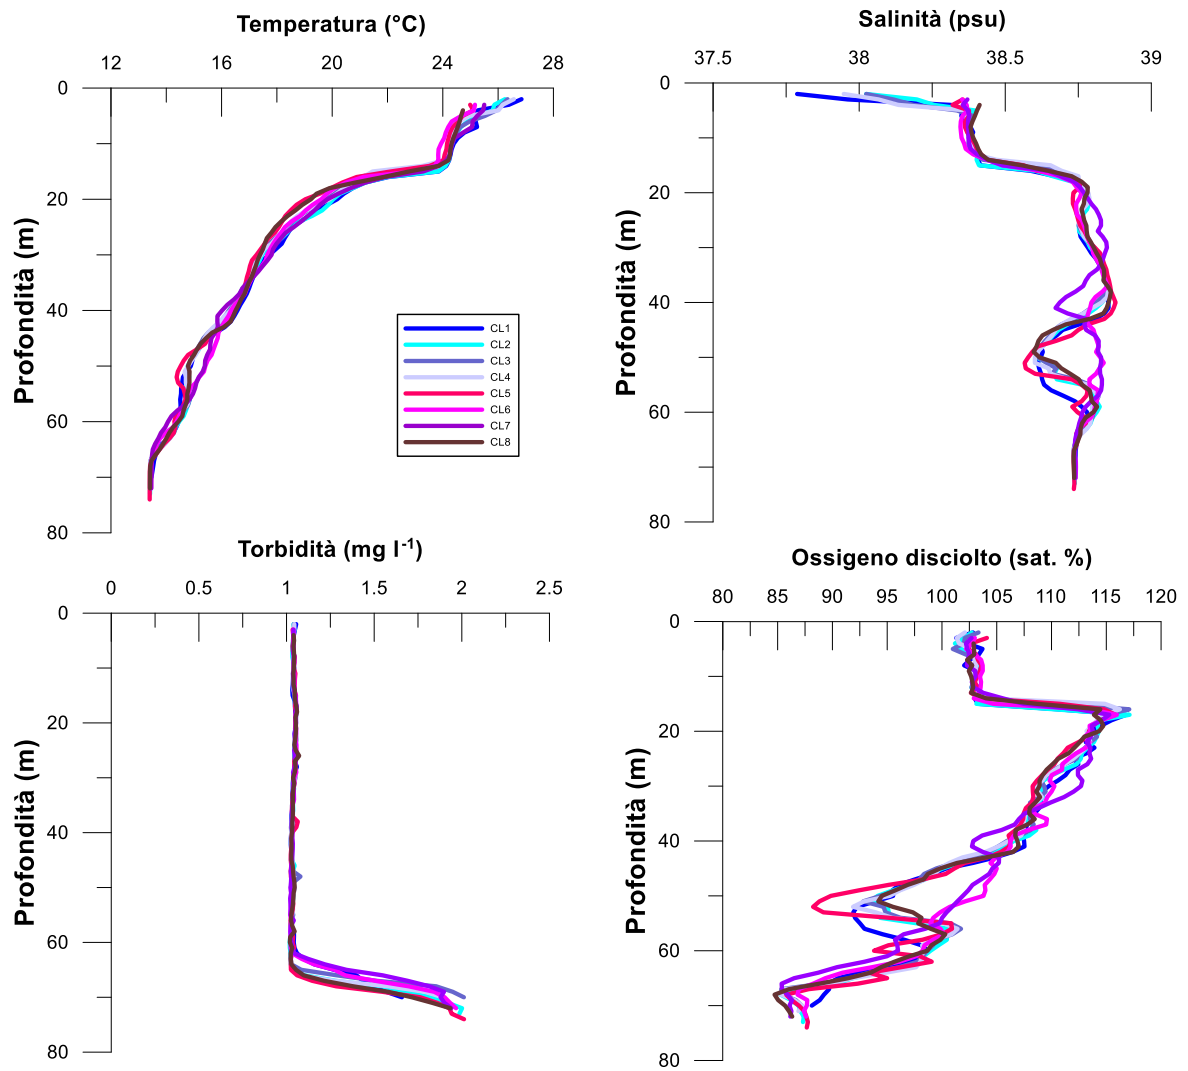 Temperatura (°C)
12 16 20 24 28
0
20
40
60
80
Profondità (m)
CL1
CL2
CL3
CL4
CL5
CL6
CL7
CL8
Salinità (psu)
37.5 38 38.5 39
0
20
40
60
80
Profondità (m)
Torbidità (mg l-1)
0 0.5 1 1.5 2 2.5
0
20
40
60
80
Profondità (m)
Ossigeno disciolto (sat. %)
80 85 90 95 100 105 110 115 120
0
20
40
60
80
Profondità (m)